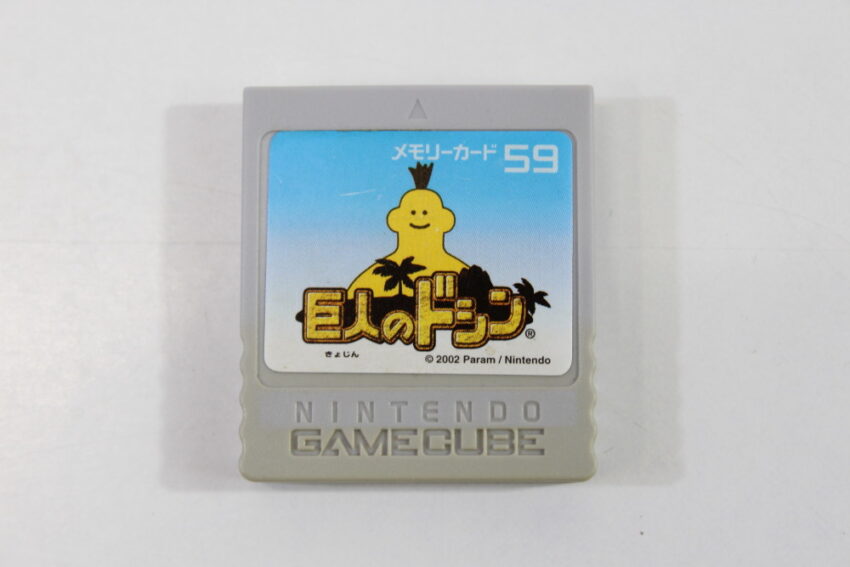 メモリーカード 59
巨人のドシン®
きょじん
© 2002 Param / Nintendo
NINTENDO
GAMECUBE